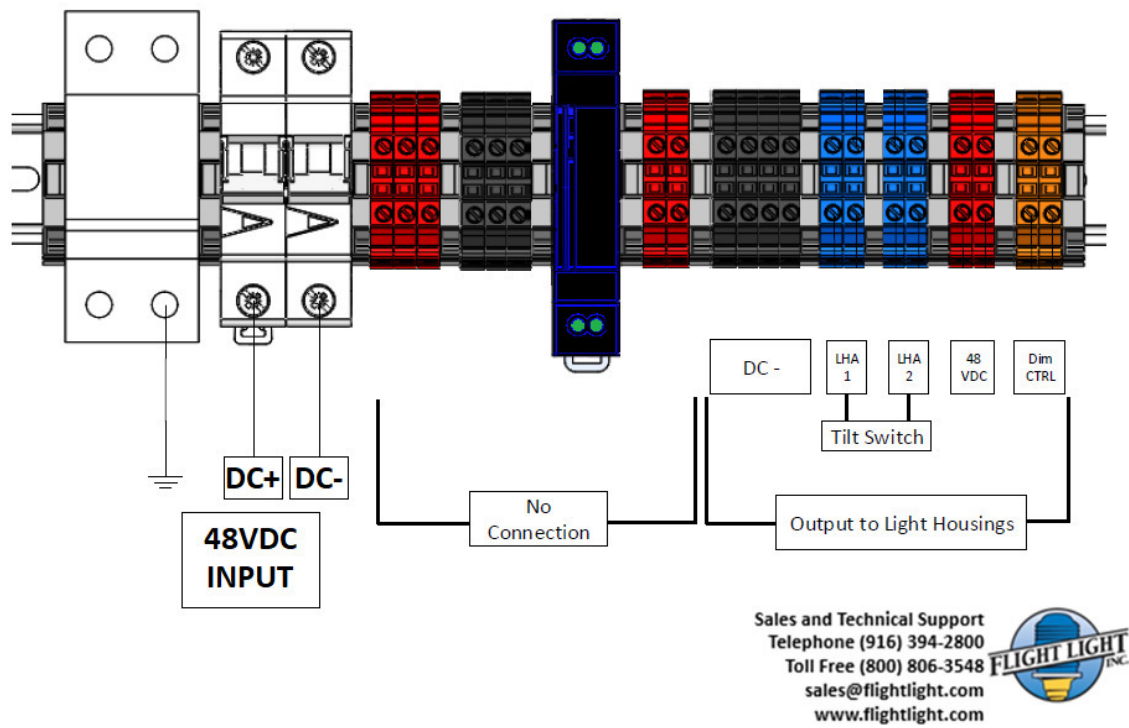 DC -
LHA
1
LHA
2
48
VDC
Dim
CTRL
Tilt Switch
DC+
DC-
48VDC
INPUT
No
Connection
Output to Light Housings
Sales and Technical Support
Telephone (916) 394-2800
Toll Free (800) 806-3548
sales@flightlight.com
www.flightlight.com
FLIGHT LIGHT
INC.